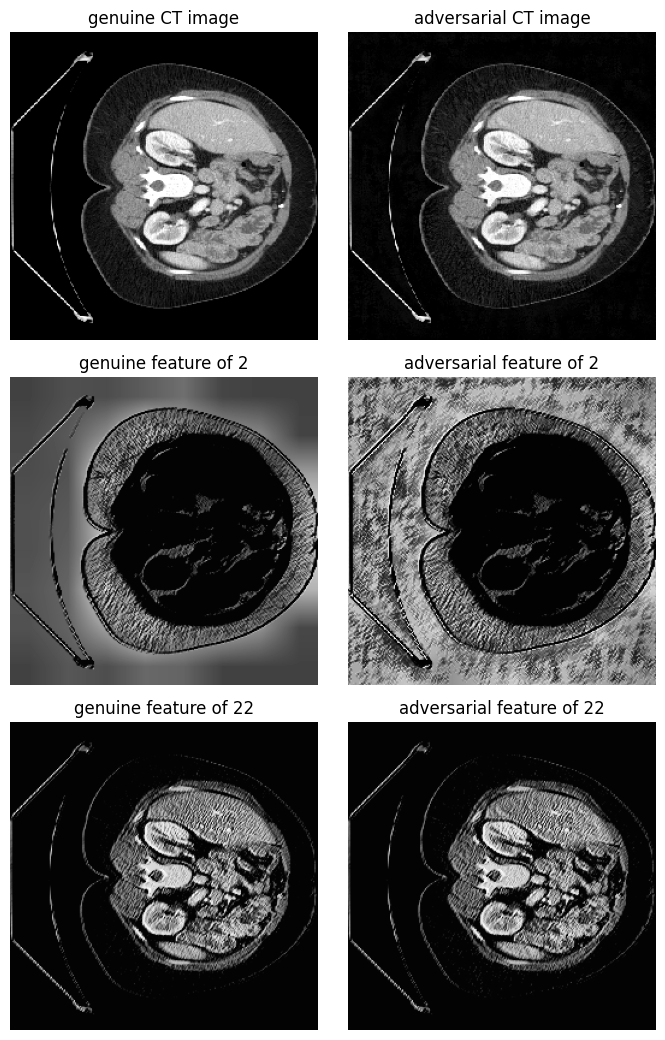 genuine CT image
adversarial CT image
genuine feature of 2
adversarial feature of 2
genuine feature of 22
adversarial feature of 22